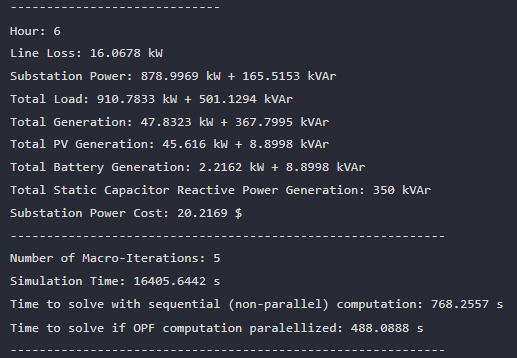 ----------------------------
Hour: 6
Line Loss: 16.0678 kW
Substation Power: 878.9969 kW + 165.5153 kVAr
Total Load: 910.7833 kW + 501.1294 kVAr
Total Generation: 47.8323 kW + 367.7995 kVAr
Total PV Generation: 45.616 kW + 8.8998 kVAr
Total Battery Generation: 2.2162 kW + 8.8998 kVAr
Total Static Capacitor Reactive Power Generation: 350 kVAr
Substation Power Cost: 20.2169 $
----------------------------------------------------------
Number of Macro-Iterations: 5
Simulation Time: 16405.6442 s
Time to solve with sequential (non-parallel) computation: 768.2557 s
Time to solve if OPF computation paralellized: 488.0888 s
----------------------------------------------------------